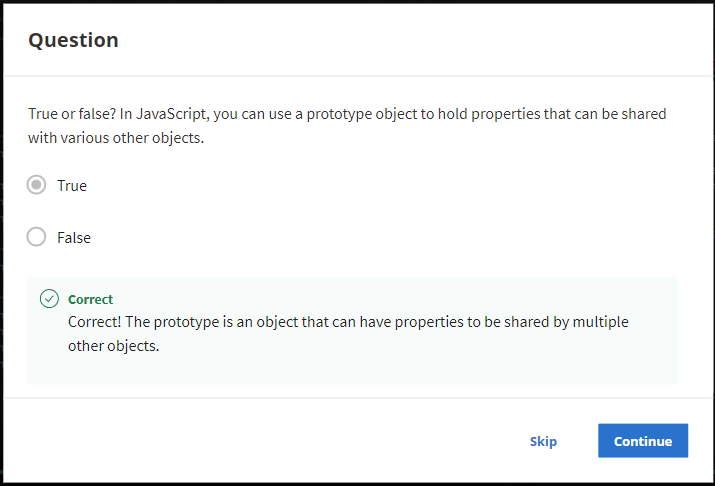 Question
True or false? In JavaScript, you can use a prototype object to hold properties that can be shared
with various other objects.
True
False
Correct
Correct! The prototype is an object that can have properties to be shared by multiple
other objects.
Skip
Continue